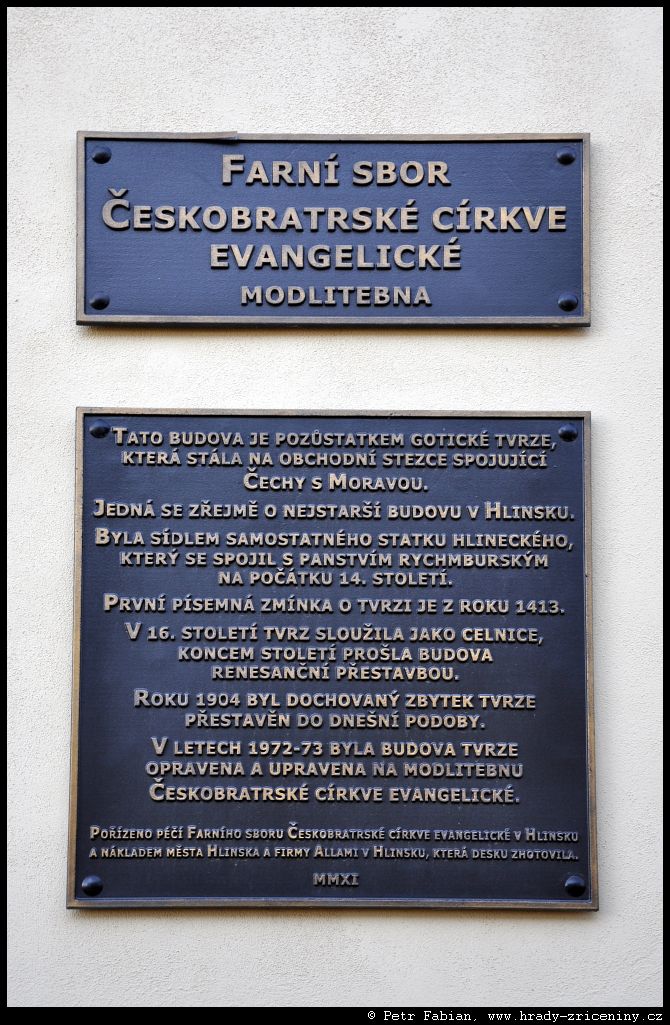 FARNÍ SBOR
ČESKOBRATRSKÉ CÍRKVE
EVANGELICKÉ
MODLITEBNA
TATO BUDOVA JE POZŮSTATKEM GOTICKÉ TVRZE,
KTERÁ STÁLA NA OBCHODNÍ STEZCE SPOJUJÍCÍ
ČECHY S MORAVOU.
JEDNÁ SE ZŘEJMĚ O NEJSTARŠÍ BUDOVU V HLINSKU.
BYLA SÍDLEM SAMOSTATNÉHO STATKU HLINECKÉHO,
KTERÝ SE SPOJIL S PANSTVÍM RYCHMBURSKÝM
NA POČÁTKU 14. STOLETÍ.
PRVNÍ PÍSEMNÁ ZMÍNKA O TVRZI JE Z ROKU 1413.
V 16. STOLETÍ TVRZ SLOUŽILA JAKO CELNICE,
KONCEM STOLETÍ PROŠLA BUDOVA
RENESANČNÍ PŘESTAVBOU.
ROKU 1904 BYL DOCHOVANÝ ZBYTEK TVRZE
PŘESTAVĚN DO DNEŠNÍ PODOBY.
V LETECH 1972-73 BYLA BUDOVA TVRZE
OPRAVENA A UPRAVENA NA MODLITEBNU
ČESKOBRATRSKÉ CÍRKVE EVANGELICKÉ.
POŘÍZENO PÉČÍ FARNÍHO SBORU ČESKOBRATRSKÉ CÍRKVE EVANGELICKÉ V HLINSKU
A NÁKLADEM MĚSTA HLINSKA A FIRMY ALLAMI V HLINSKU, KTERÁ DESKU ZHOTOVILA.
MMXI
© Petr Fabian, www.hrady-zriceniny.cz